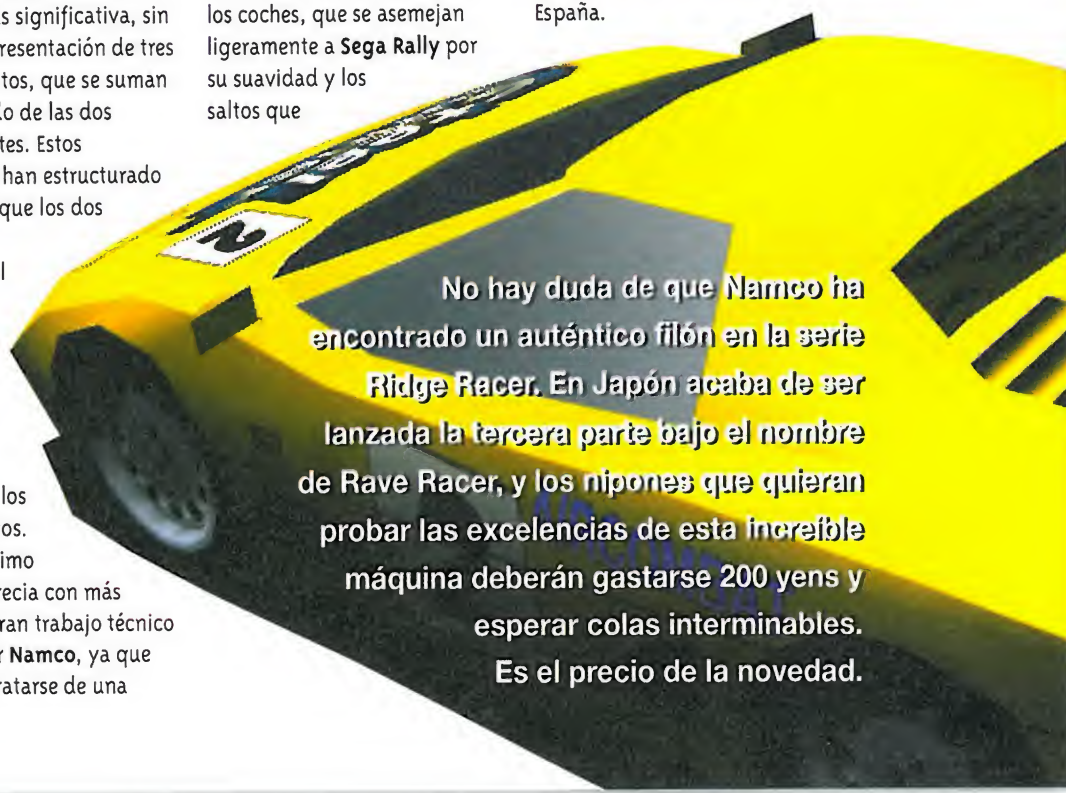 s significativa, sin
resentación de tres
tos, que se suman
o de las dos
tes. Estos
han estructurado
que los dos
l
los
os.
imo
recia con más
ran trabajo técnico
r Namco, ya que
ratarse de una
los coches, que se asemejan
ligeramente a Sega Rally por
su suavidad y los
saltos que
España.
2
No hay duda de que Namco ha
encontrado un auténtico filón en la serie
Ridge Racer. En Japón acaba de ser
lanzada la tercera parte bajo el nombre
de Rave Racer, y los nipones que quieran
probar las excelencias de esta increíble
máquina deberán gastarse 200 yens y
esperar colas interminables.
Es el precio de la novedad.
AIRCOMBAT